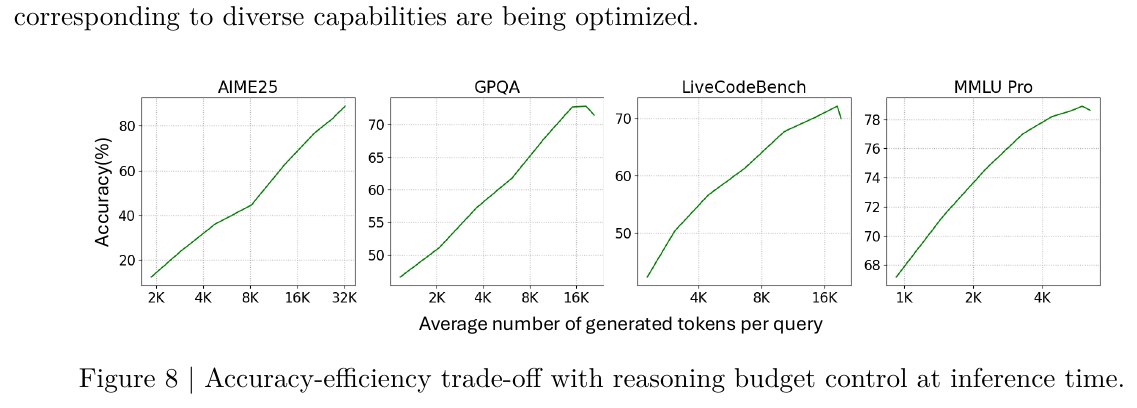 corresponding to diverse capabilities are being optimized.
AIME25 GPQA LiveCodeBench MMLU Pro
Accuracy(%)
80
60
40
20
2K 4K 8K 16K 32K
70
65
60
55
50
2K 4K 8K 16K
70
60
50
4K 8K 16K
78
76
74
72
70
68
1K 2K 4K
Average number of generated tokens per query
Figure 8 | Accuracy-efficiency trade-off with reasoning budget control at inference time.